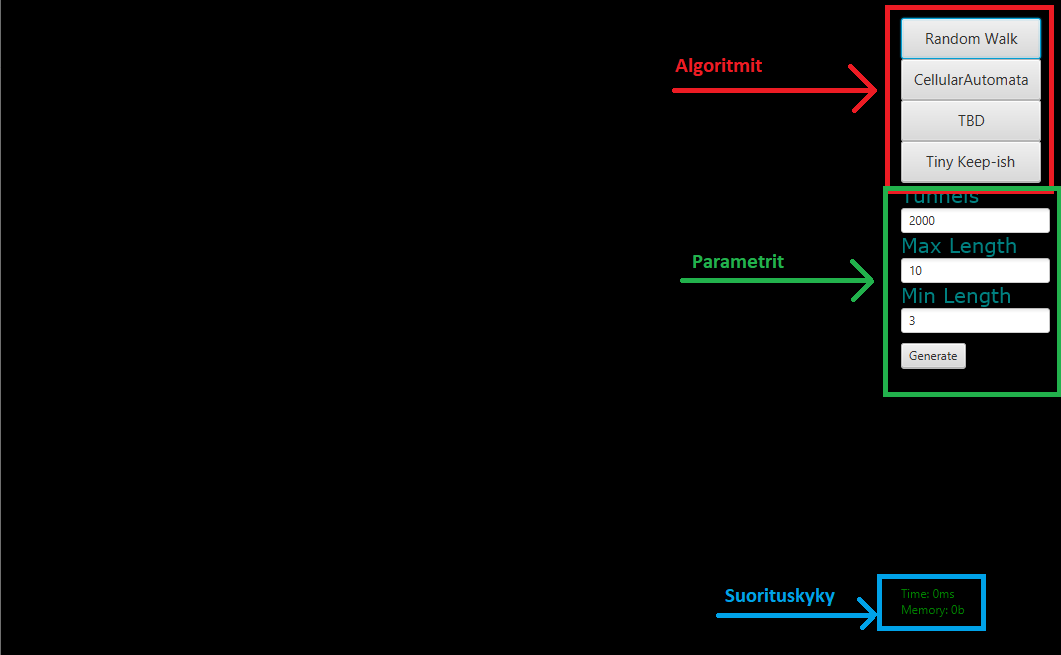 Algoritmit
Random Walk
CellularAutomata
TBD
Tiny Keep-ish
Parametrit
Tunnels
2000
Max Length
10
Min Length
3
Generate
Suorituskyky
Time: 0ms
Memory: 0b